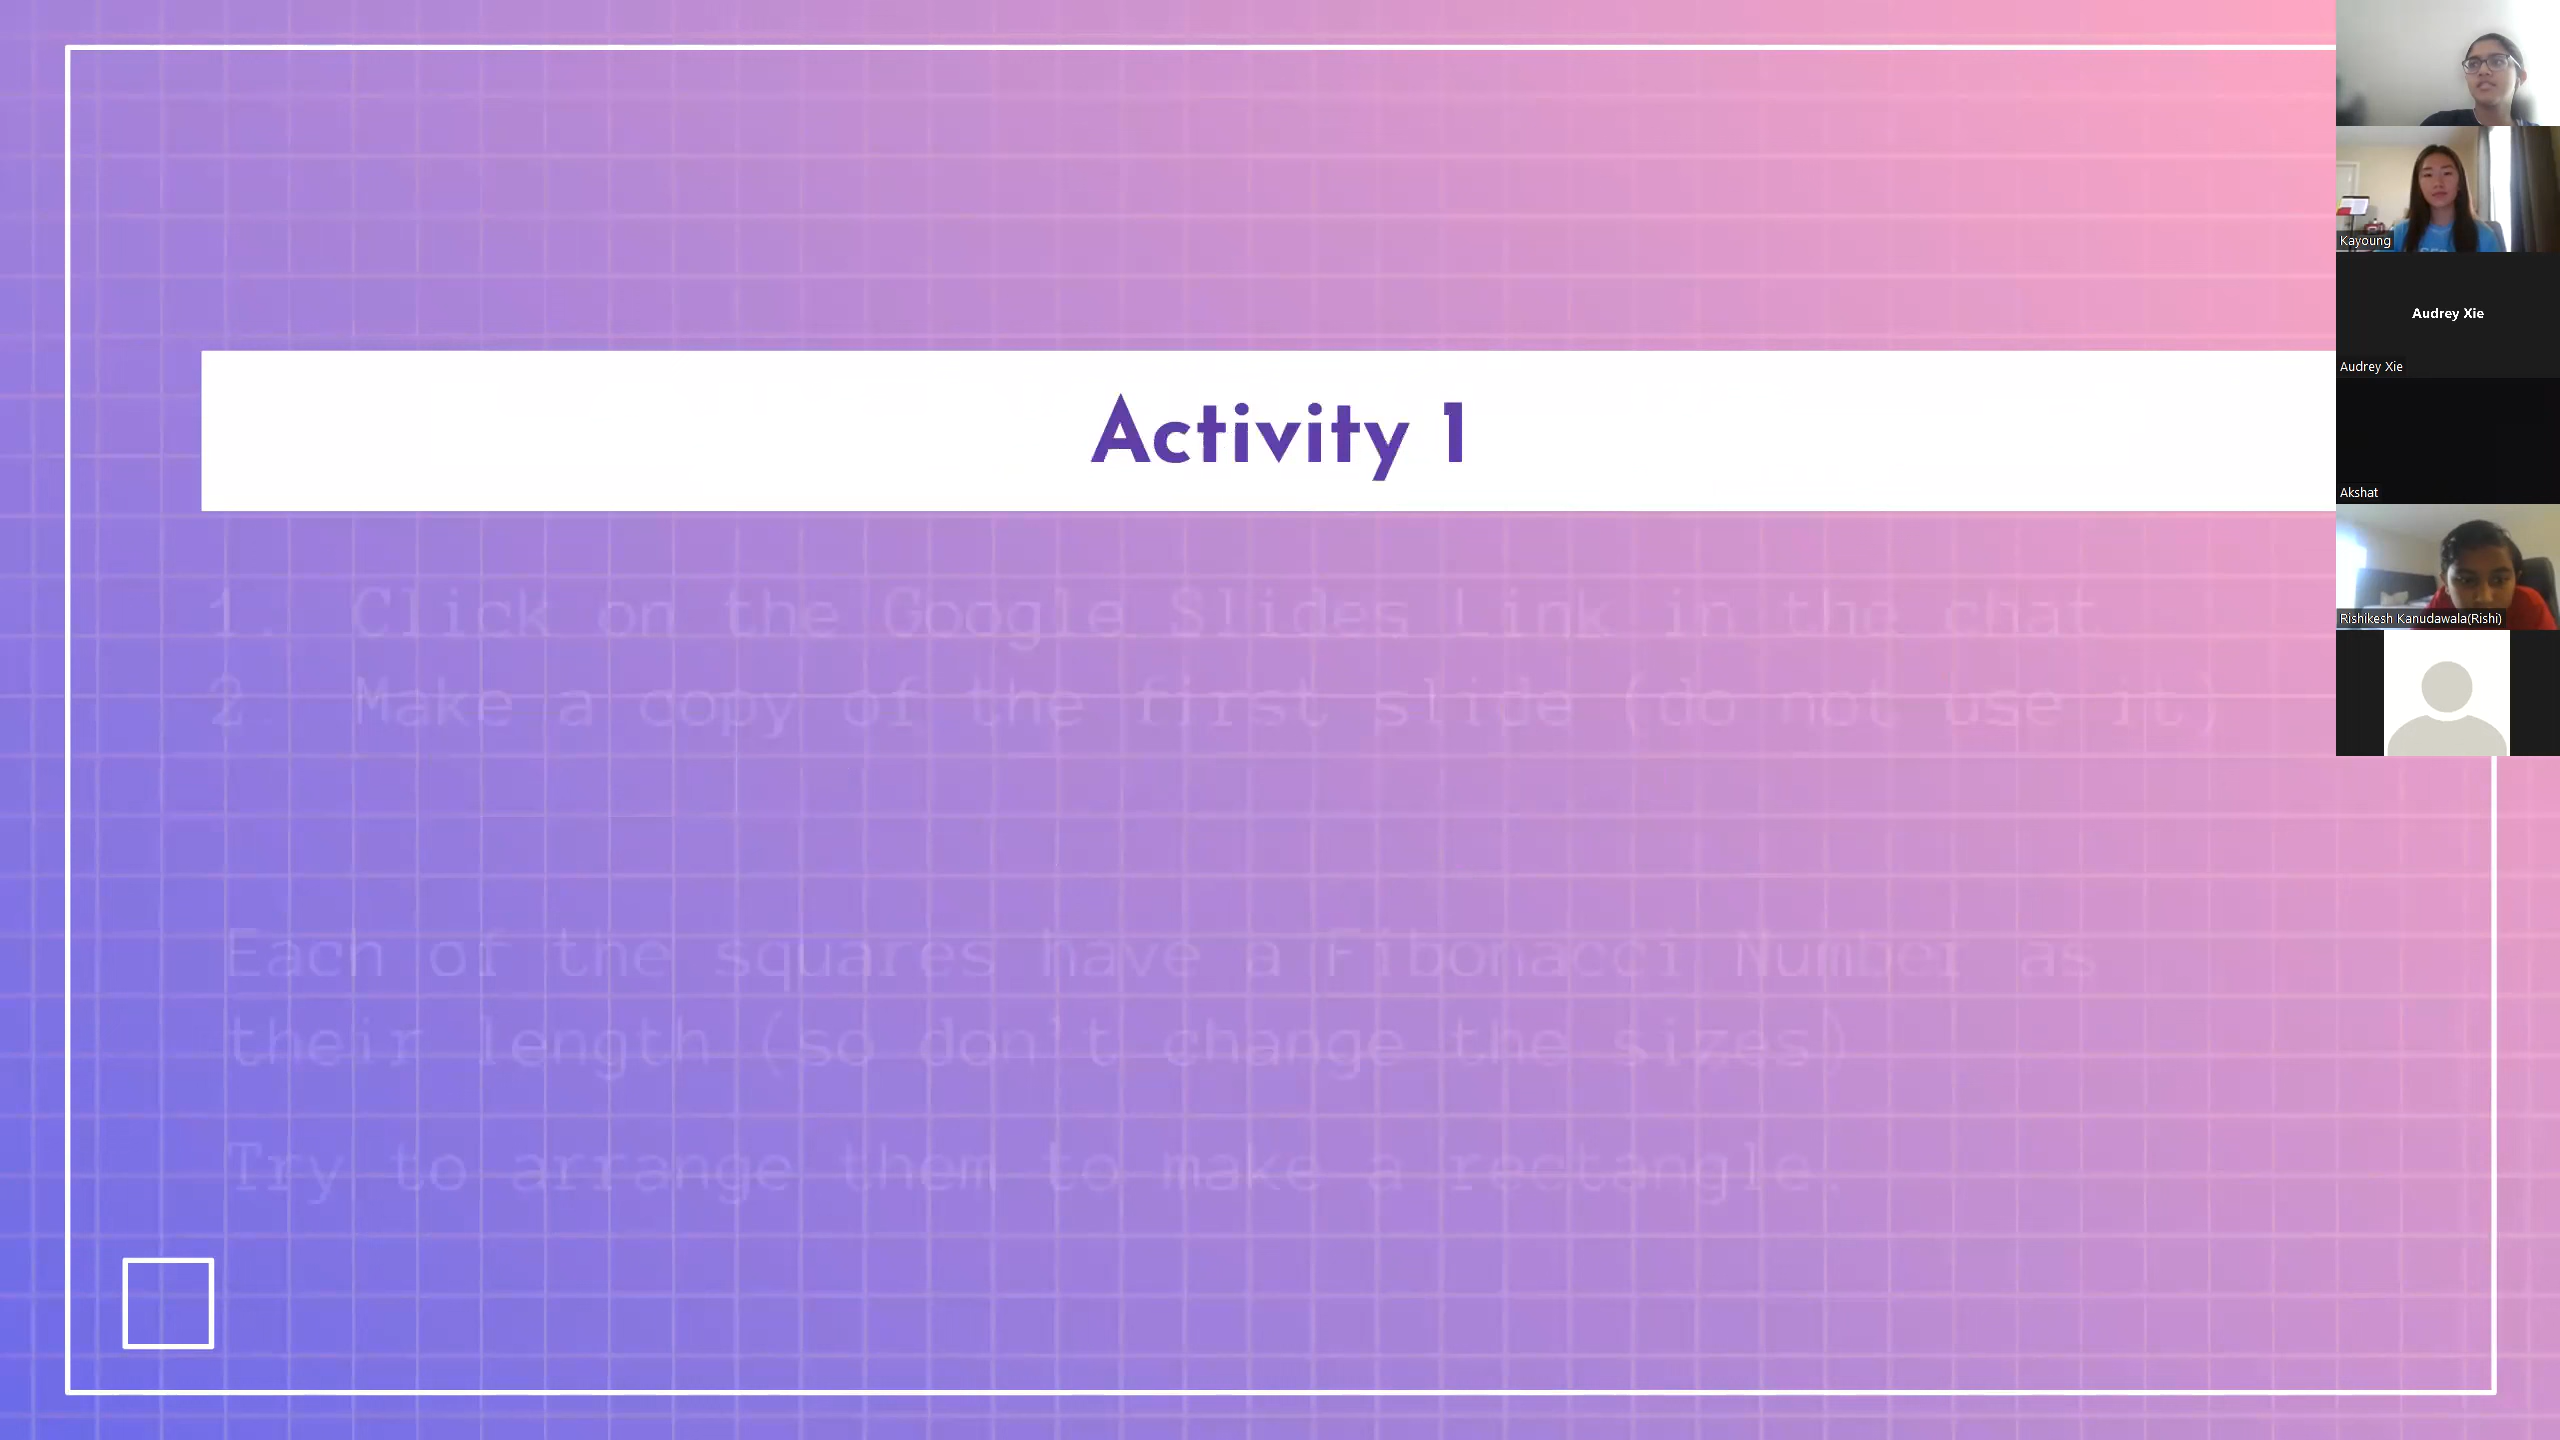 Activity 1
1. Click on the Google Slides Link in the chat
2 Make a copy of the first slide (do not use it)
Each of the squares have a Fibonacci Number as
their length (so don't change the sizes)
Try to arrange them to make a rectangle.
Kayoung
Audrey Xie
Audrey Xie
Akshat
Rishikesh Kanudawala(Rishi)